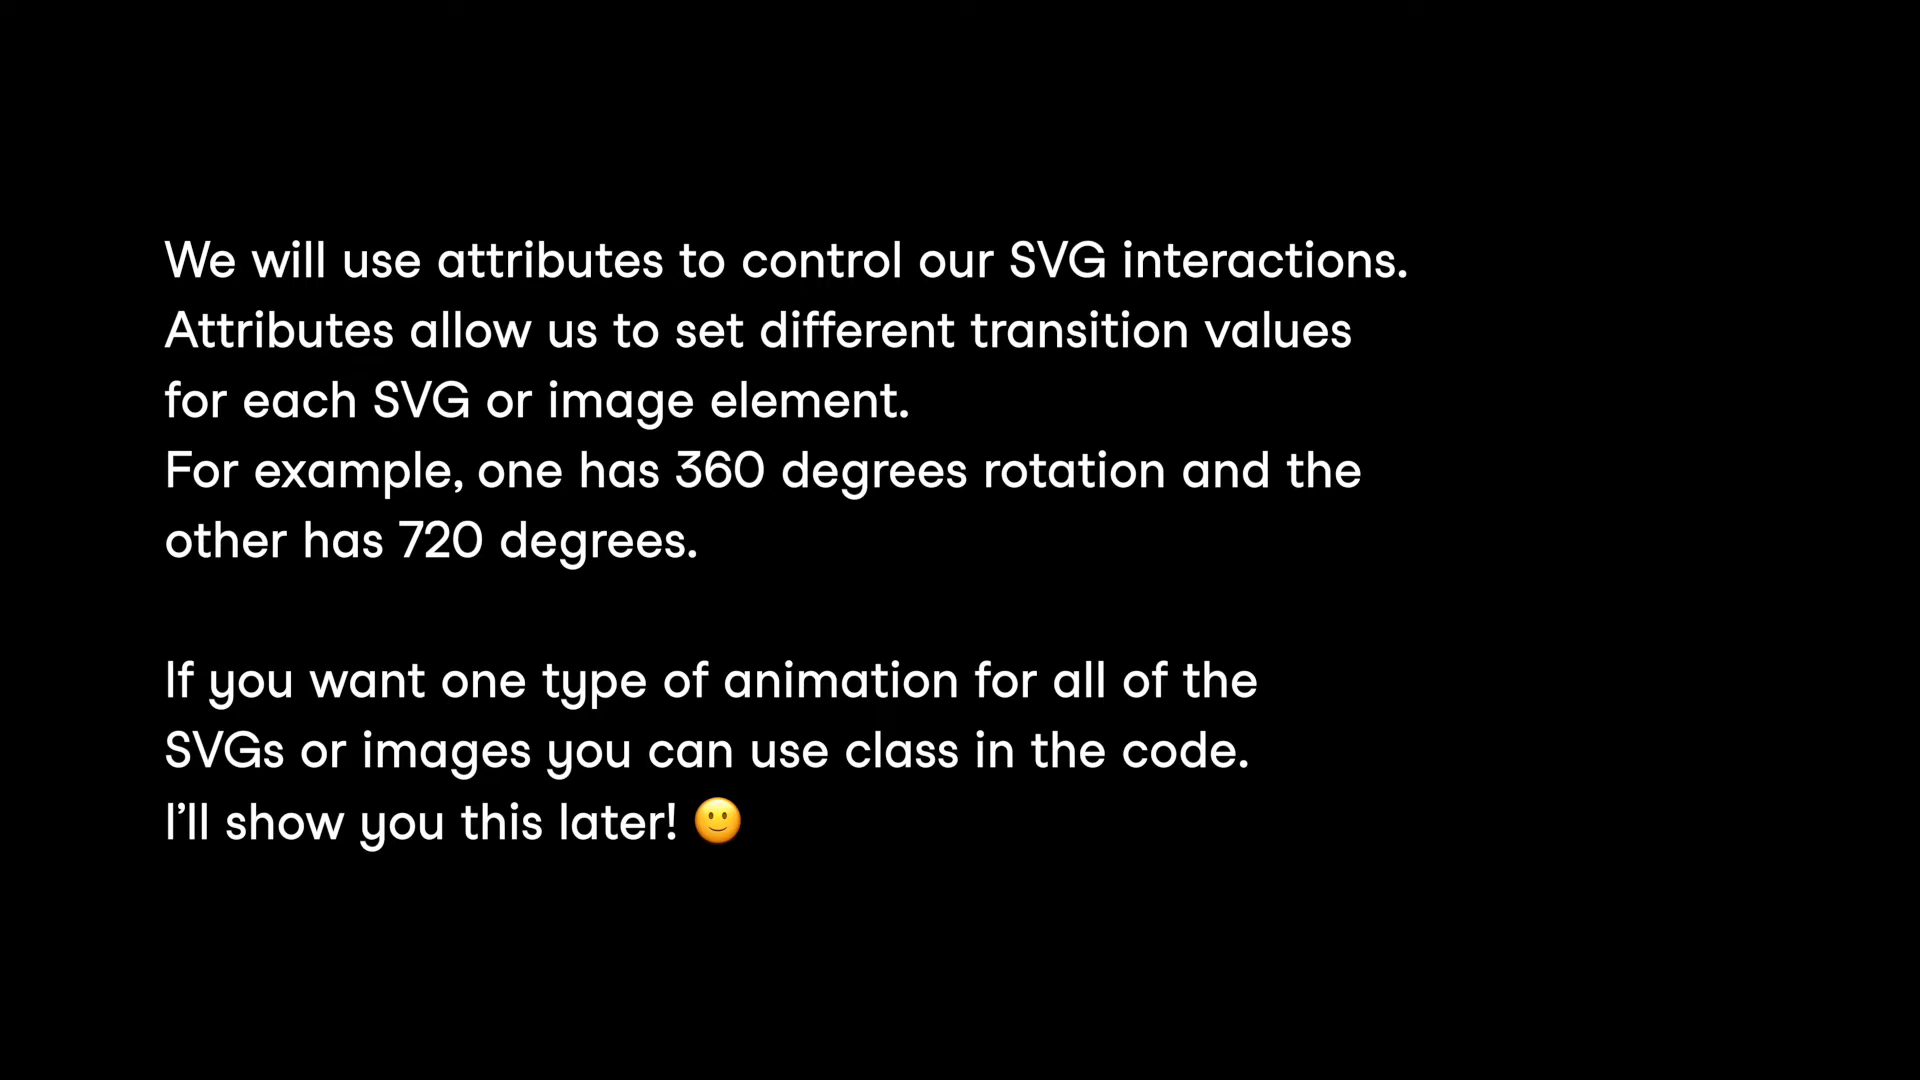 We will use attributes to control our SVG interactions.
Attributes allow us to set different transition values
for each SVG or image element.
For example, one has 360 degrees rotation and the
other has 720 degrees.
If you want one type of animation for all of the
SVGs or images you can use class in the code.
I’ll show you this later! 🙂